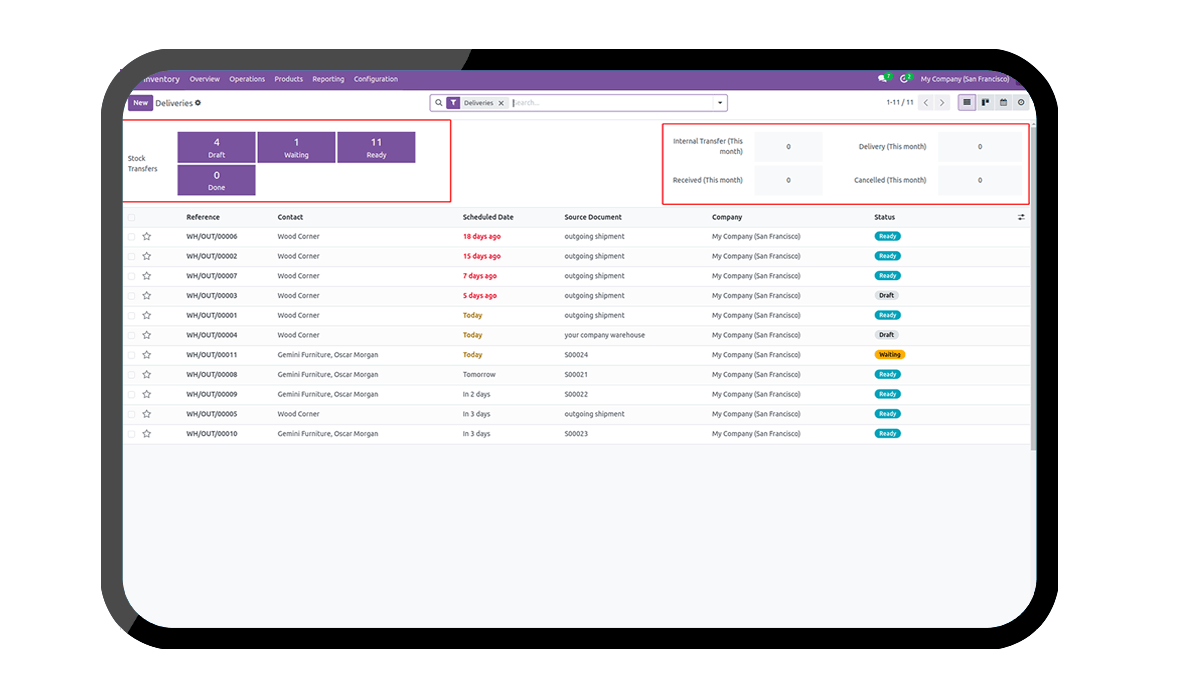 Inventory Overview Operations Products Reporting Configuration 7 2 My Company (San Francisco)
New Deliveries Deliveries × Search... 1-11 / 11
Stock Transfers
4 Draft
1 Waiting
11 Ready
0 Done
Internal Transfer (This month) 0
Delivery (This month) 0
Received (This month) 0
Cancelled (This month) 0
Reference Contact Scheduled Date Source Document Company Status
WH/OUT/00006 Wood Corner 18 days ago outgoing shipment My Company (San Francisco) Ready
WH/OUT/00002 Wood Corner 15 days ago outgoing shipment My Company (San Francisco) Ready
WH/OUT/00007 Wood Corner 7 days ago outgoing shipment My Company (San Francisco) Ready
WH/OUT/00003 Wood Corner 5 days ago outgoing shipment My Company (San Francisco) Draft
WH/OUT/00001 Wood Corner Today outgoing shipment My Company (San Francisco) Ready
WH/OUT/00004 Wood Corner Today your company warehouse My Company (San Francisco) Draft
WH/OUT/00011 Gemini Furniture, Oscar Morgan Today S00024 My Company (San Francisco) Waiting
WH/OUT/00008 Gemini Furniture, Oscar Morgan Tomorrow S00021 My Company (San Francisco) Ready
WH/OUT/00009 Gemini Furniture, Oscar Morgan In 2 days S00022 My Company (San Francisco) Ready
WH/OUT/00005 Wood Corner In 3 days outgoing shipment My Company (San Francisco) Ready
WH/OUT/00010 Gemini Furniture, Oscar Morgan In 3 days S00023 My Company (San Francisco) Ready